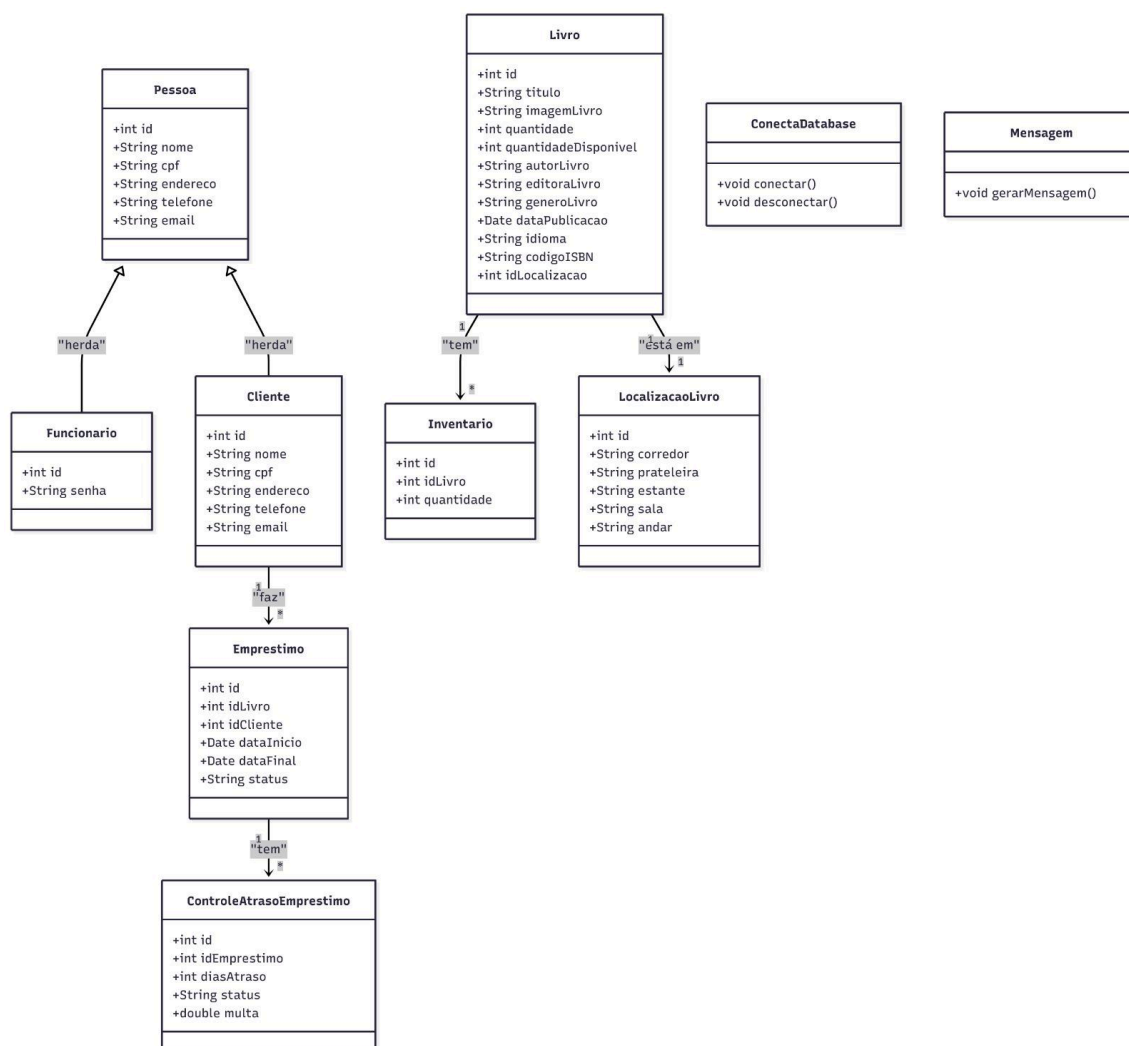 Pessoa
+int id
+String nome
+String cpf
+String endereco
+String telefone
+String email
Livro
+int id
+String titulo
+String imagemLivro
+int quantidade
+int quantidadeDisponivel
+String autorLivro
+String editoraLivro
+String generoLivro
+Date dataPublicacao
+String idioma
+String codigoISBN
+int idLocalizacao
ConectaDatabase
+void conectar()
+void desconectar()
Mensagem
+void gerarMensagem()
"herda"
"herda"
1
"tem"
*
1
"está em"
1
Funcionario
+int id
+String senha
Cliente
+int id
+String nome
+String cpf
+String endereco
+String telefone
+String email
Inventario
+int id
+int idLivro
+int quantidade
LocalizacaoLivro
+int id
+String corredor
+String prateleira
+String estante
+String sala
+String andar
1
"faz"
*
Emprestimo
+int id
+int idLivro
+int idCliente
+Date dataInicio
+Date dataFinal
+String status
1
"tem"
*
ControleAtrasoEmprestimo
+int id
+int idEmprestimo
+int diasAtraso
+String status
+double multa